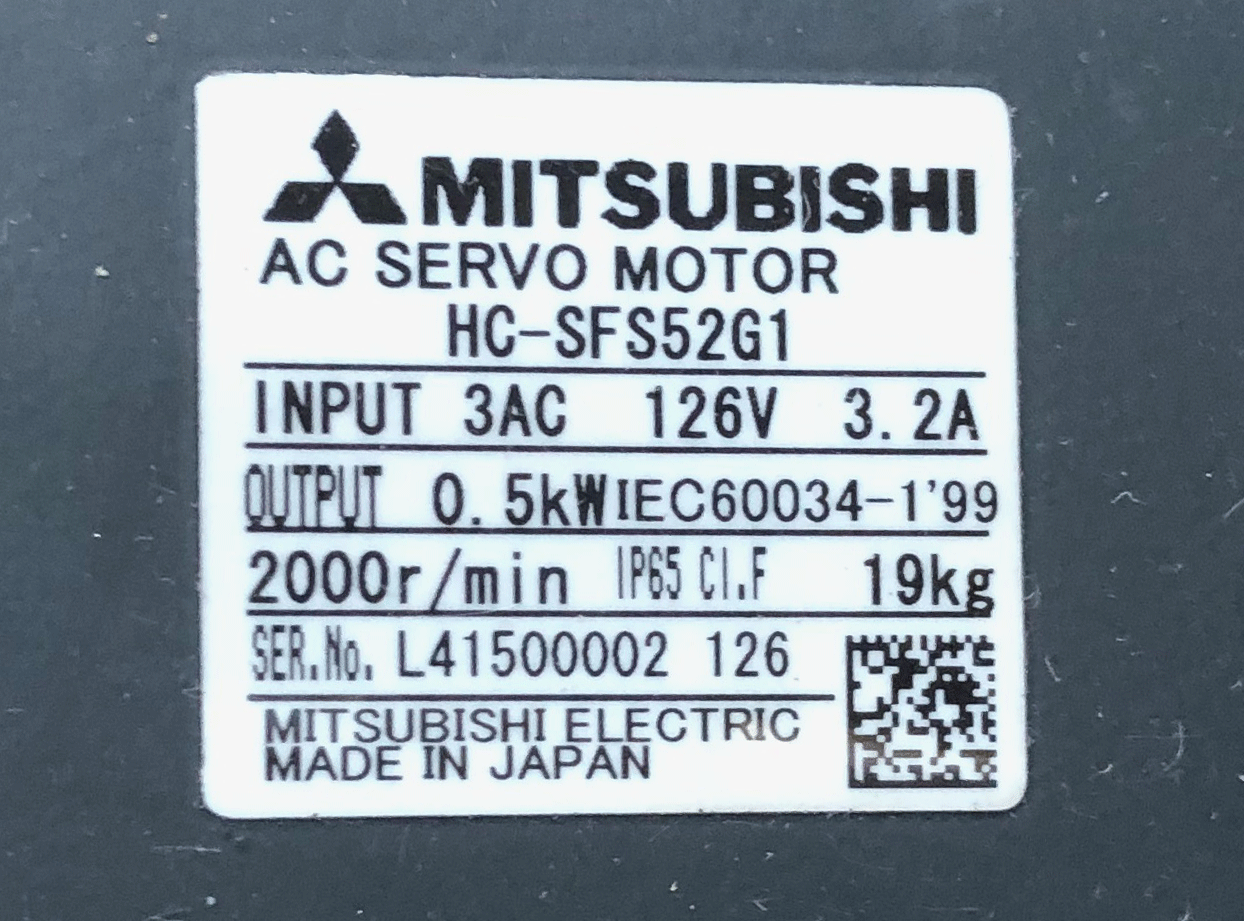 MITSUBISHI
AC SERVO MOTOR
HC-SFS52G1
INPUT 3AC 126V 3.2A
OUTPUT 0.5kW IEC60034-1'99
2000r/min IP65 CI.F 19kg
SER.No. L41500002 126
MITSUBISHI ELECTRIC
MADE IN JAPAN